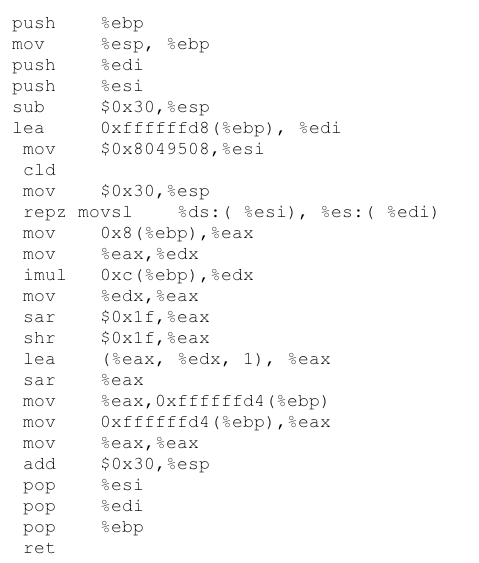 push %ebp
mov %esp, %ebp
push %edi
push %esi
sub $0x30,%esp
lea 0xffffffd8(%ebp), %edi
mov $0x8049508,%esi
cld
mov $0x30,%esp
repz movsl %ds:( %esi), %es:( %edi)
mov 0x8(%ebp),%eax
mov %eax,%edx
imul 0xc(%ebp),%edx
mov %edx,%eax
sar $0x1f,%eax
shr $0x1f,%eax
lea (%eax, %edx, 1), %eax
sar %eax
mov %eax,0xffffffd4(%ebp)
mov 0xffffffd4(%ebp),%eax
mov %eax,%eax
add $0x30,%esp
pop %esi
pop %edi
pop %ebp
ret